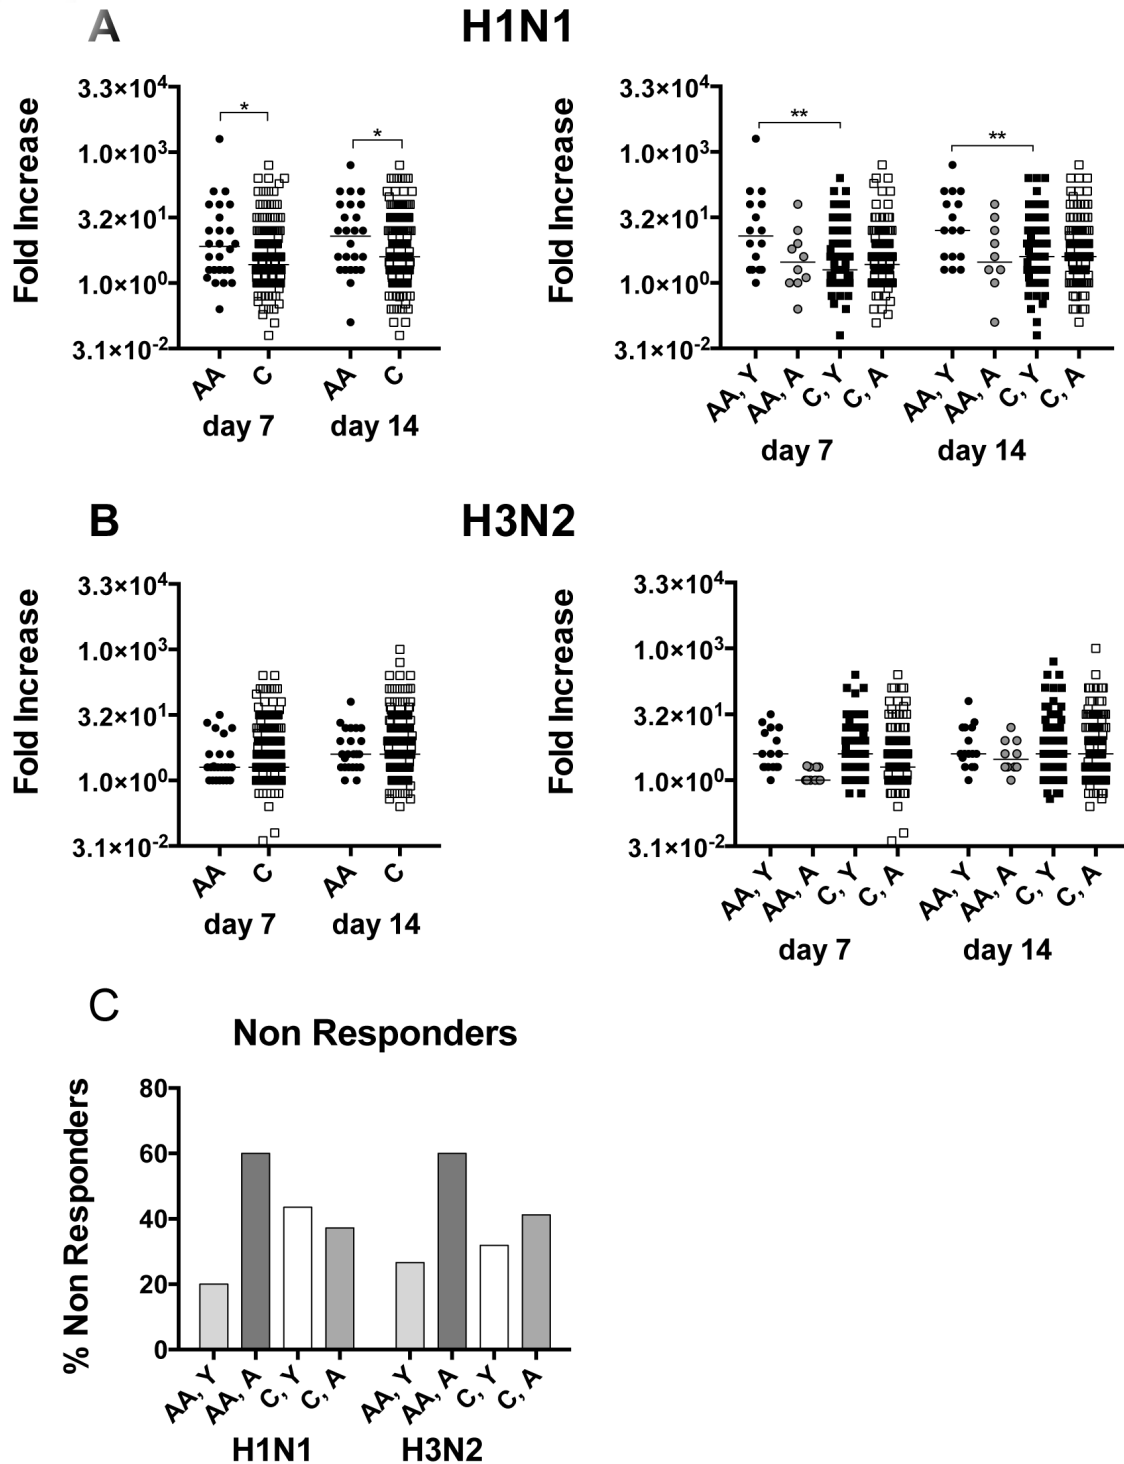 A
H1N1
Fold Increase
3.3×10⁴
1.0×10³
3.2×10¹
1.0×10⁰
3.1×10⁻²
*
*
AA
C
AA
C
day 7
day 14
Fold Increase
3.3×10⁴
1.0×10³
3.2×10¹
1.0×10⁰
3.1×10⁻²
**
**
AA, Y
AA, A
C, Y
C, A
AA, Y
AA, A
C, Y
C, A
day 7
day 14
B
H3N2
Fold Increase
3.3×10⁴
1.0×10³
3.2×10¹
1.0×10⁰
3.1×10⁻²
AA
C
AA
C
day 7
day 14
Fold Increase
3.3×10⁴
1.0×10³
3.2×10¹
1.0×10⁰
3.1×10⁻²
AA, Y
AA, A
C, Y
C, A
AA, Y
AA, A
C, Y
C, A
day 7
day 14
C
Non Responders
% Non Responders
80
60
40
20
0
AA, Y
AA, A
C, Y
C, A
AA, Y
AA, A
C, Y
C, A
H1N1
H3N2